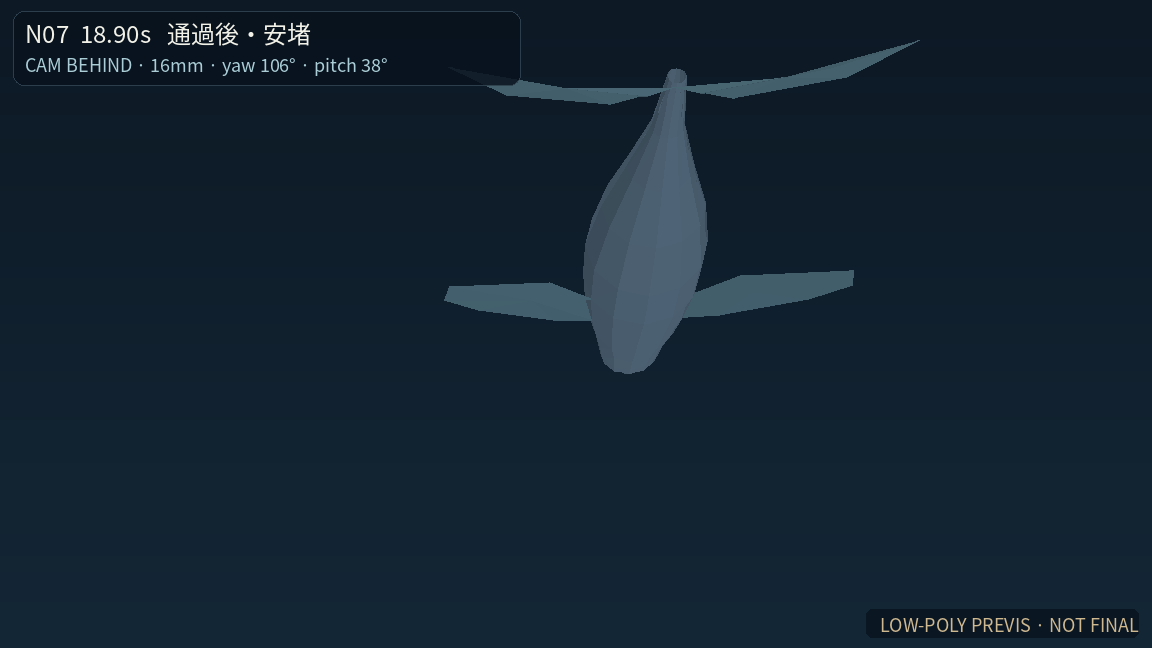 N07 18.90s 通過後・安堵
CAM BEHIND · 16mm · yaw 106° · pitch 38°
LOW-POLY PREVIS · NOT FINAL